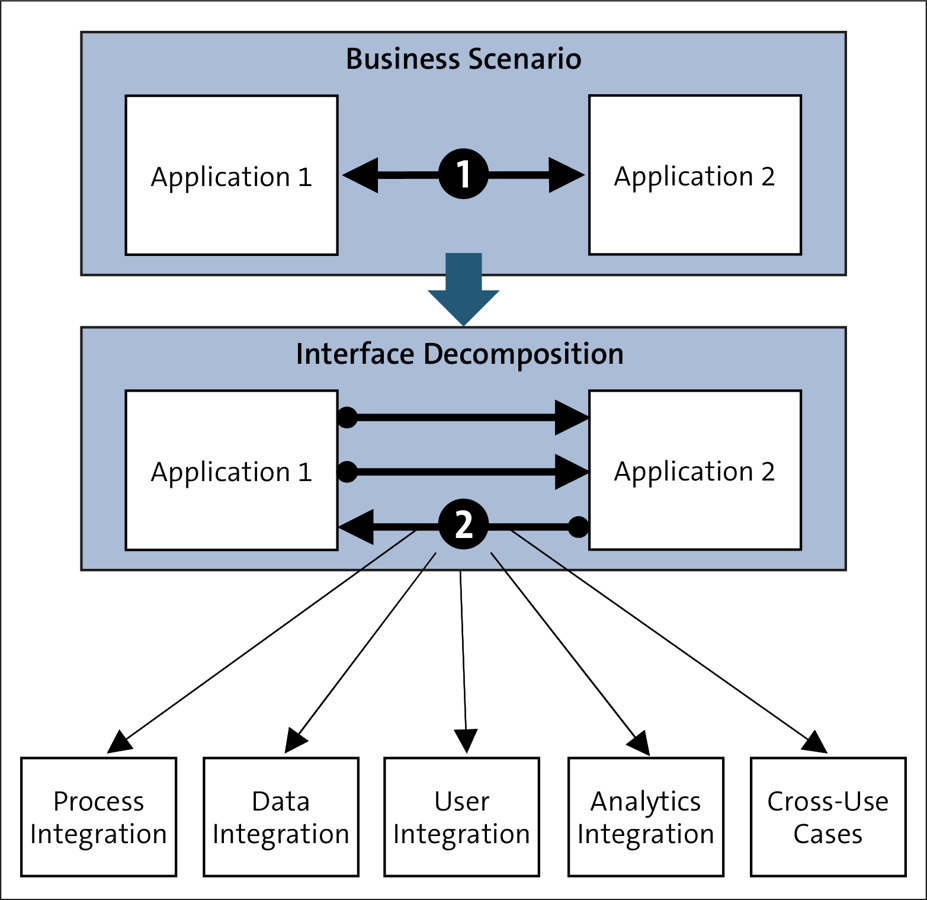 Business Scenario
Application 1
1
Application 2
Interface Decomposition
Application 1
Application 2
2
Process
Integration
Data
Integration
User
Integration
Analytics
Integration
Cross-Use
Cases